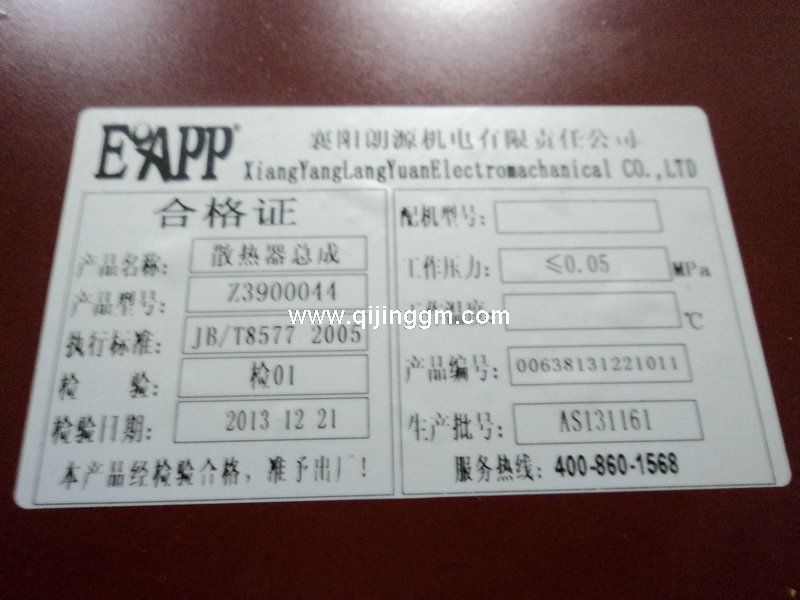 EAPP
襄阳朗源机电有限责任公司
XiangYangLangYuanElectromachanical CO.,LTD
合格证
产品名称: 散热器总成
产品型号: Z3900044
执行标准: JB/T8577 2005
检 验: 检01
检验日期: 2013 12 21
本产品经检验合格，准予出厂！
配机型号:
工作压力: ≤0.05 MPa
工作温度 ℃
产品编号: 00638131221011
生产批号: AS131161
服务热线: 400-860-1568
www.qijinggm.com